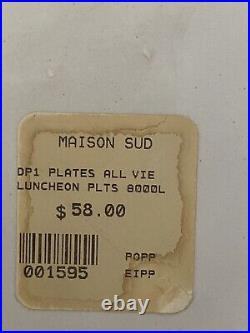 MAISON SUD
DP1 PLATES ALL VIE
LUNCHEON PLTS 8000L
$58.00
POPP
001595 EIPP